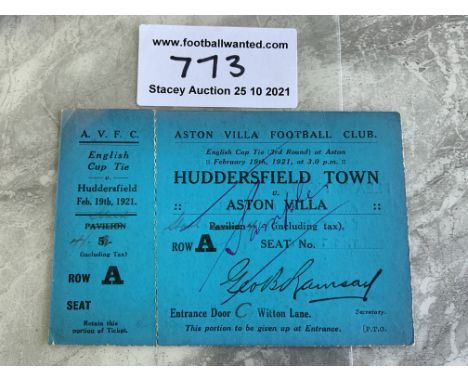 www.footballwanted.com
773
Stacey Auction 25 10 2021
A. V. F. C.
English
Cup Tie
v.
Huddersfield
Feb. 19th, 1921.
PAVILION
(including Tax)
ROW A
SEAT
Retain this
portion of Ticket.
ASTON VILLA FOOTBALL CLUB.
English Cup Tie (3rd Round) at Aston
:: February 19th, 1921, at 3.0 p.m. ::
HUDDERSFIELD TOWN
v.
:: ASTON VILLA ::
Pavilion (including tax).
Sample
ROW A SEAT No.
Geo B Ramsay
Entrance Door C Witton Lane. Secretary.
This portion to be given up at Entrance. (P.T.O.